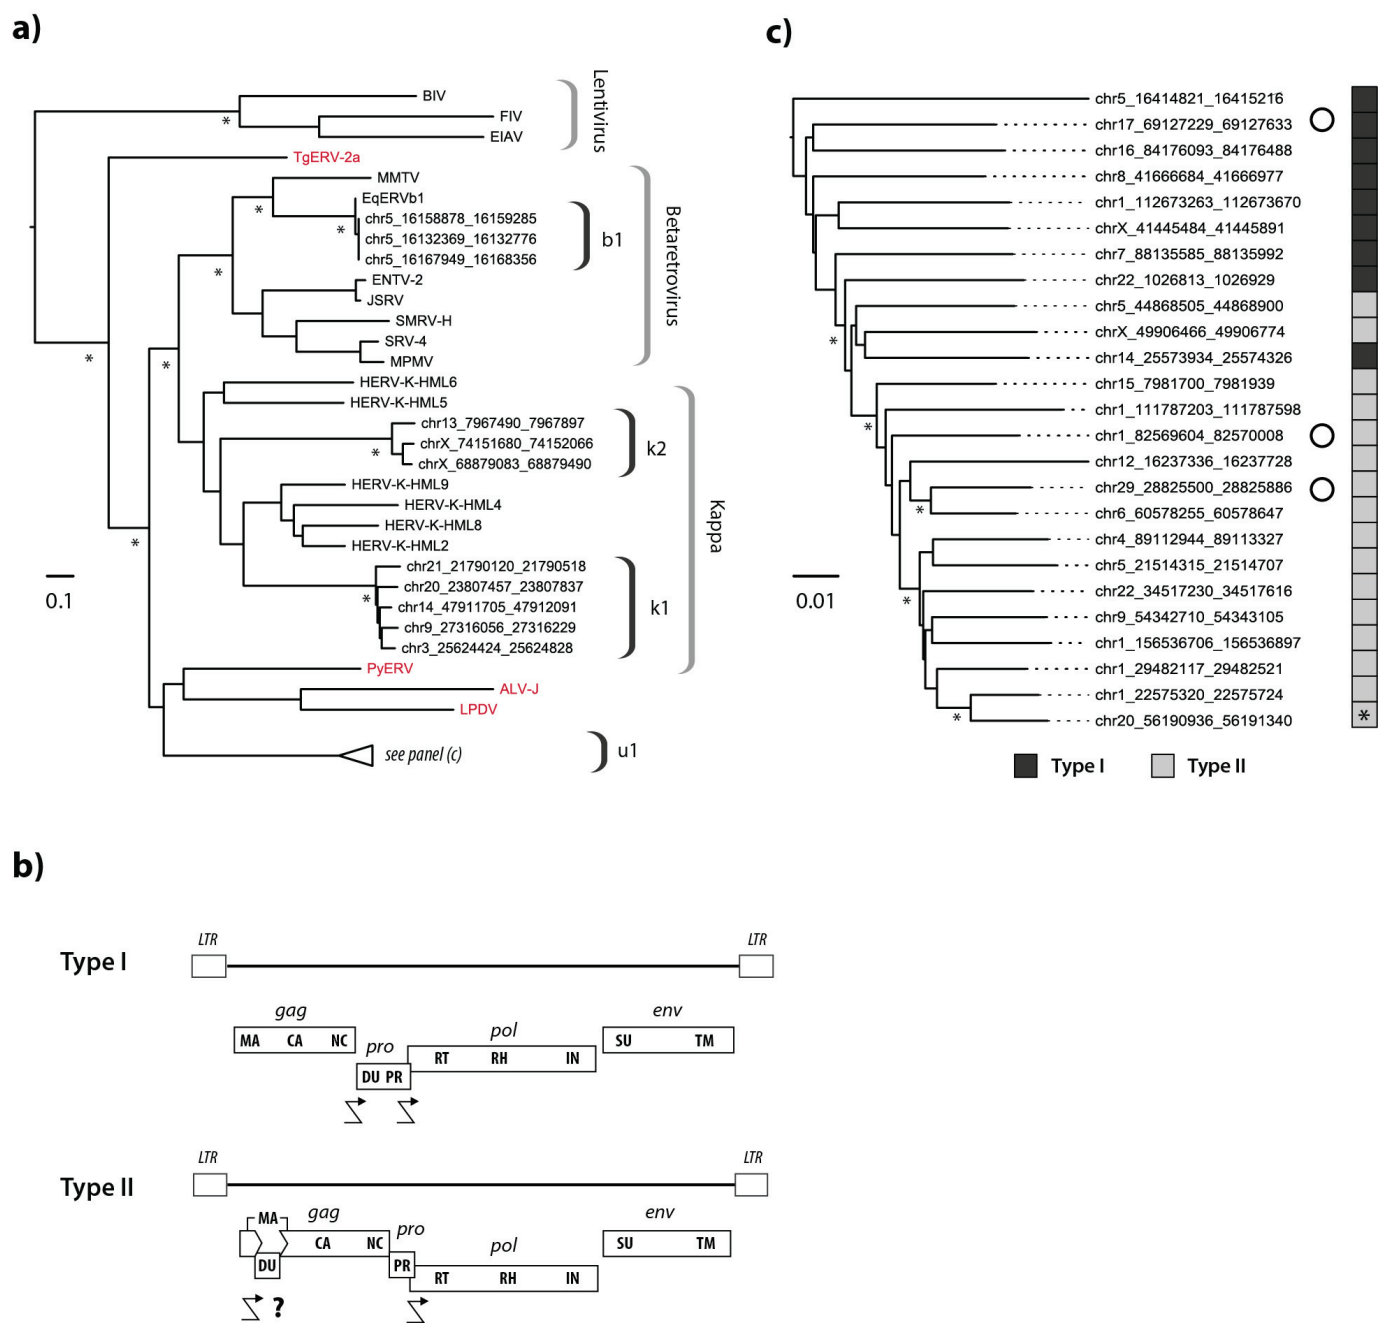 a)
BIV
FIV
EIAV
*
Lentivirus
TgERV-2a
MMTV
EqERVb1
chr5_16158878_16159285
chr5_16132369_16132776
chr5_16167949_16168356
*
*
*
b1
ENTV-2
JSRV
SMRV-H
SRV-4
MPMV
Betaretrovirus
*
*
HERV-K-HML6
HERV-K-HML5
chr13_7967490_7967897
chrX_74151680_74152066
chrX_68879083_68879490
*
k2
HERV-K-HML9
HERV-K-HML4
HERV-K-HML8
HERV-K-HML2
Kappa
*
chr21_21790120_21790518
chr20_23807457_23807837
chr14_47911705_47912091
chr9_27316056_27316229
chr3_25624424_25624828
*
k1
0.1
PyERV
ALV-J
LPDV
see panel (c)
u1
c)
chr5_16414821_16415216
chr17_69127229_69127633
chr16_84176093_84176488
chr8_41666684_41666977
chr1_112673263_112673670
chrX_41445484_41445891
chr7_88135585_88135992
chr22_1026813_1026929
chr5_44868505_44868900
chrX_49906466_49906774
*
chr14_25573934_25574326
chr15_7981700_7981939
chr1_111787203_111787598
*
chr1_82569604_82570008
chr12_16237336_16237728
chr29_28825500_28825886
*
chr6_60578255_60578647
chr4_89112944_89113327
chr5_21514315_21514707
chr22_34517230_34517616
*
0.01
chr9_54342710_54343105
chr1_156536706_156536897
chr1_29482117_29482521
chr1_22575320_22575724
*
chr20_56190936_56191340
*
Type I
Type II
b)
LTR
LTR
Type I
gag
env
MA CA NC
pro
pol
SU TM
RT RH IN
DU PR
LTR
LTR
Type II
MA
gag
env
pro
pol
CA NC
SU TM
DU
PR
RT RH IN
?